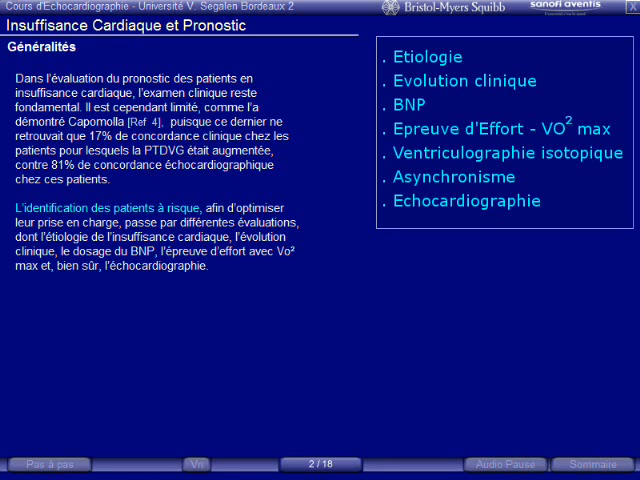 Cours d'Echocardiographie - Université V. Segalen Bordeaux 2
Bristol-Myers Squibb
sanofi aventis
X
Insuffisance Cardiaque et Pronostic
Généralités
Dans l'évaluation du pronostic des patients en
insuffisance cardiaque, l'examen clinique reste
fondamental. Il est cependant limité, comme l'a
démontré Capomolla [Ref 4], puisque ce dernier ne
retrouvait que 17% de concordance clinique chez les
patients pour lesquels la PTDVG était augmentée,
contre 81% de concordance échocardiographique
chez ces patients.
L'identification des patients à risque, afin d'optimiser
leur prise en charge, passe par différentes évaluations,
dont l'étiologie de l'insuffisance cardiaque, l'évolution
clinique, le dosage du BNP, l'épreuve d'effort avec Vo²
max et, bien sûr, l'échocardiographie.
. Etiologie
. Evolution clinique
. BNP
. Epreuve d'Effort - VO² max
. Ventriculographie isotopique
. Asynchronisme
. Echocardiographie
Pas à pas
Vn
2 / 18
Audio Pause
Sommaire